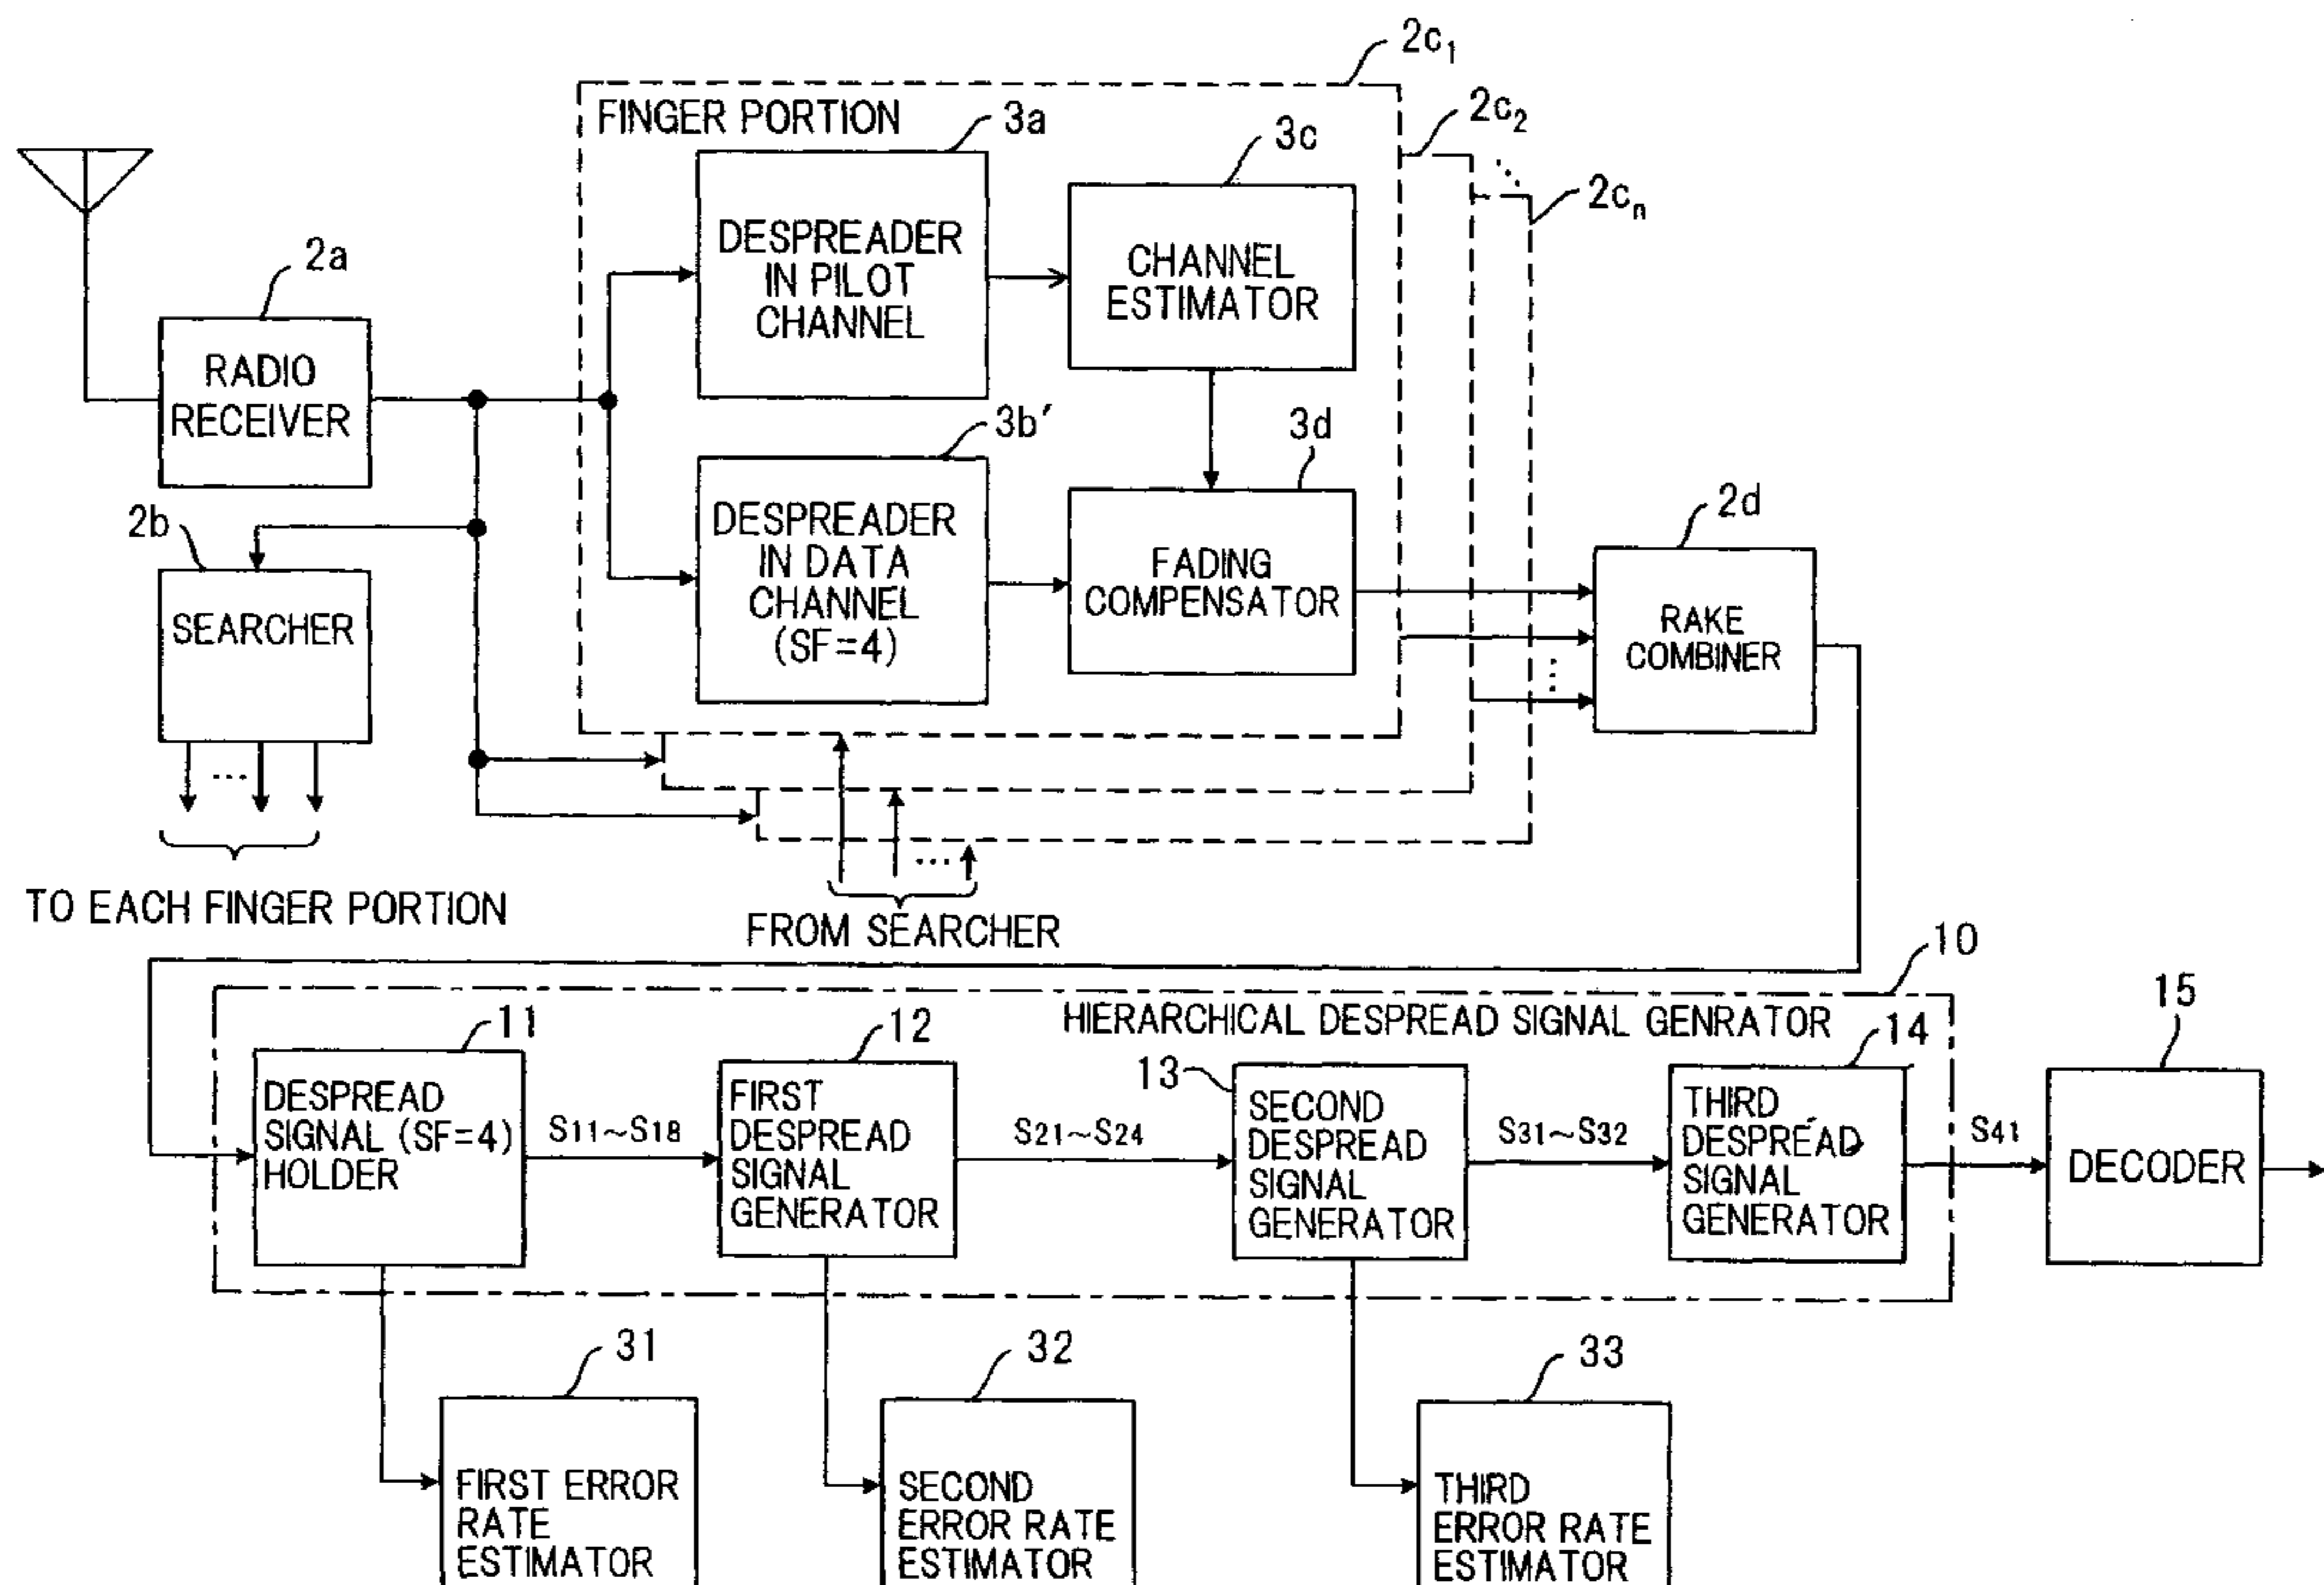 2c1
FINGER PORTION
3a
2c2
3c
2cn
DESPREADER
IN PILOT
CHANNEL
CHANNEL
ESTIMATOR
2a
RADIO
RECEIVER
3b′
3d
2b
DESPREADER
IN DATA
CHANNEL
(SF=4)
FADING
COMPENSATOR
2d
SEARCHER
RAKE
COMBINER
...
...
TO EACH FINGER PORTION
FROM SEARCHER
10
HIERARCHICAL DESPREAD SIGNAL GENRATOR
11
12
13
14
15
DESPREAD
SIGNAL (SF=4)
HOLDER
S11~S18
FIRST
DESPREAD
SIGNAL
GENERATOR
S21~S24
SECOND
DESPREAD
SIGNAL
GENERATOR
S31~S32
THIRD
DESPREAD
SIGNAL
GENERATOR
S41
DECODER
31
32
33
FIRST ERROR
RATE
ESTIMATOR
SECOND
ERROR RATE
ESTIMATOR
THIRD
ERROR RATE
ESTIMATOR